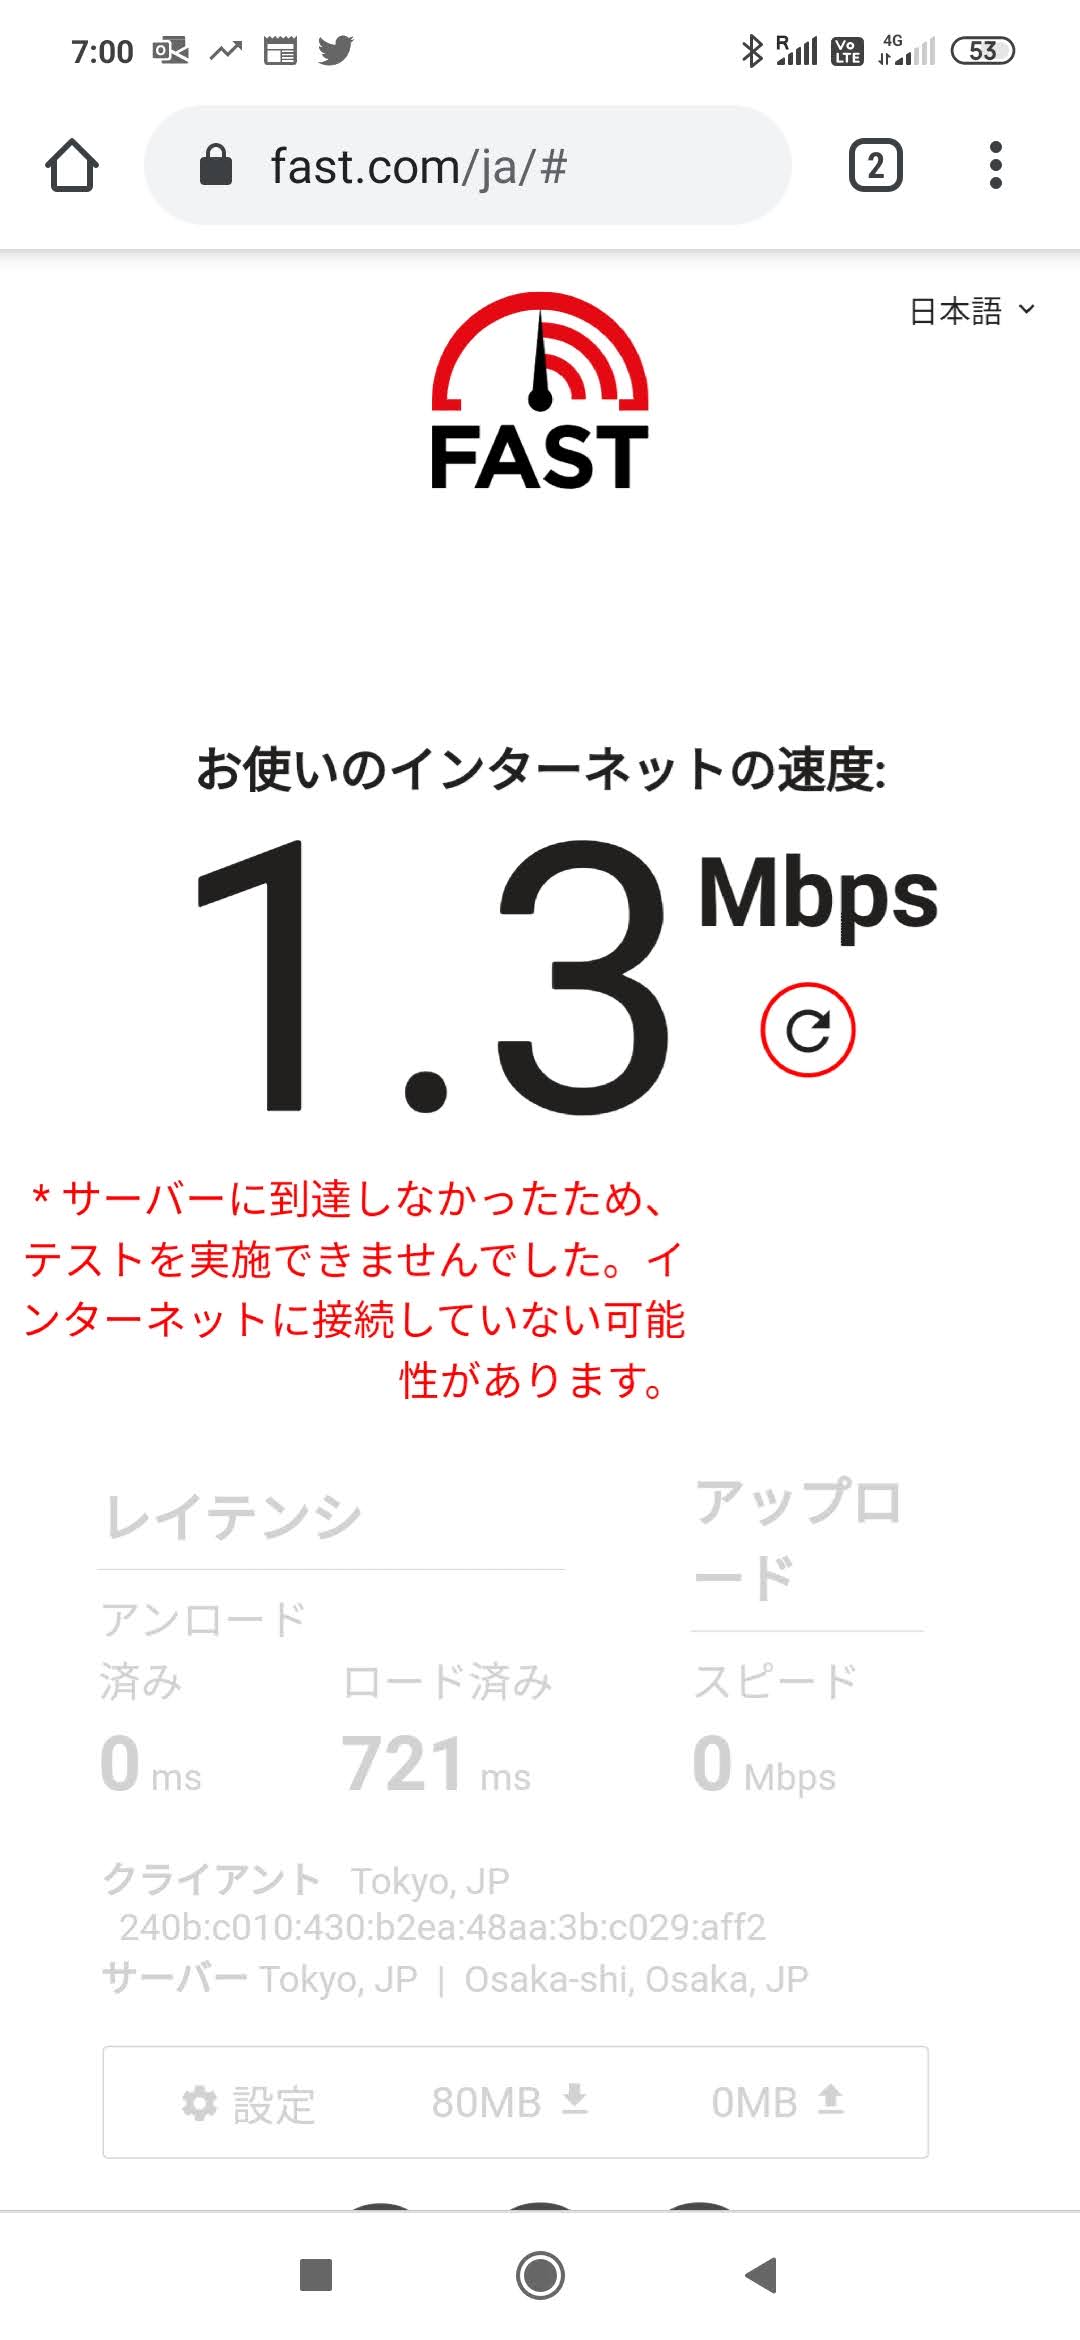 7:00
R
Vo
LTE
4G
53
fast.com/ja/#
2
日本語
FAST
お使いのインターネットの速度:
1.3 Mbps
* サーバーに到達しなかったため、
テストを実施できませんでした。イ
ンターネットに接続していない可能
性があります。
レイテンシ
アンロード
済み
0 ms
ロード済み
721 ms
アップロ
ード
スピード
0 Mbps
クライアント Tokyo, JP
240b:c010:430:b2ea:48aa:3b:c029:aff2
サーバー Tokyo, JP | Osaka-shi, Osaka, JP
設定 80MB 0MB